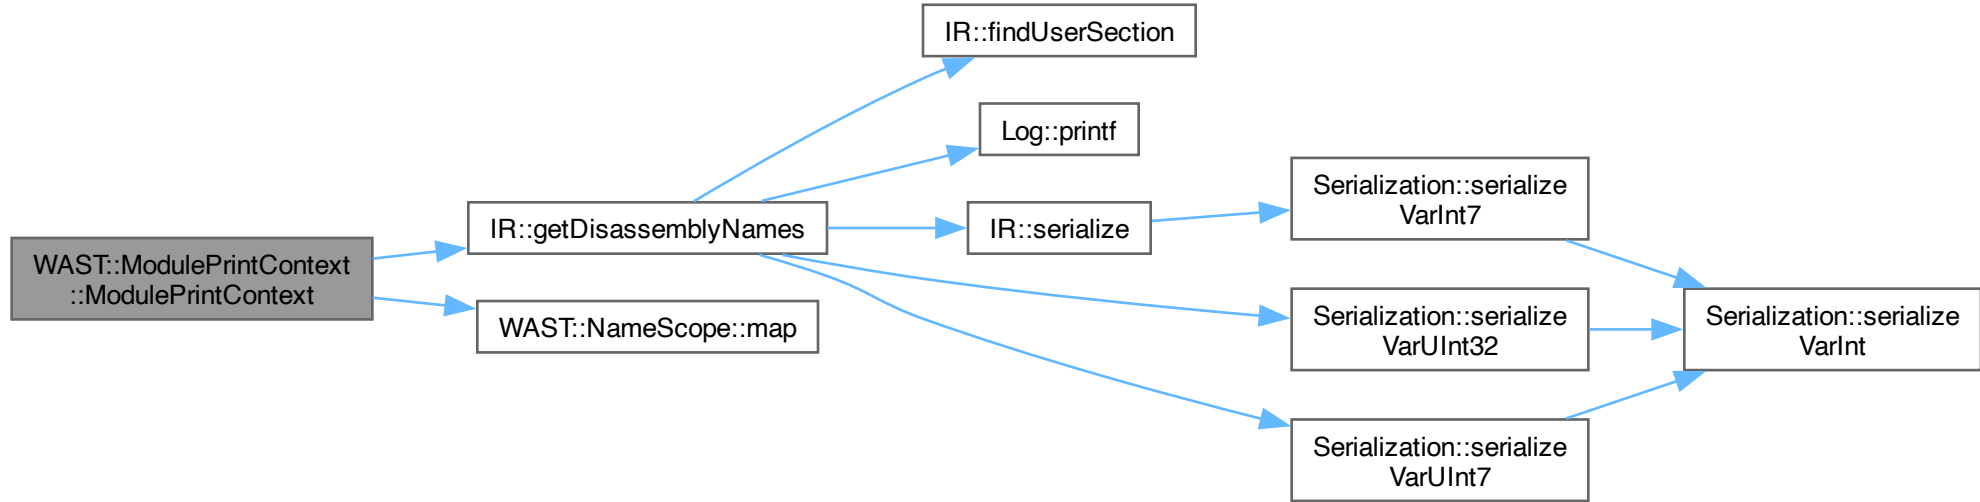 WAST::ModulePrintContext
::ModulePrintContext
IR::getDisassemblyNames
WAST::NameScope::map
IR::findUserSection
Log::printf
IR::serialize
Serialization::serialize
VarInt7
Serialization::serialize
VarUInt32
Serialization::serialize
VarUInt7
Serialization::serialize
VarInt